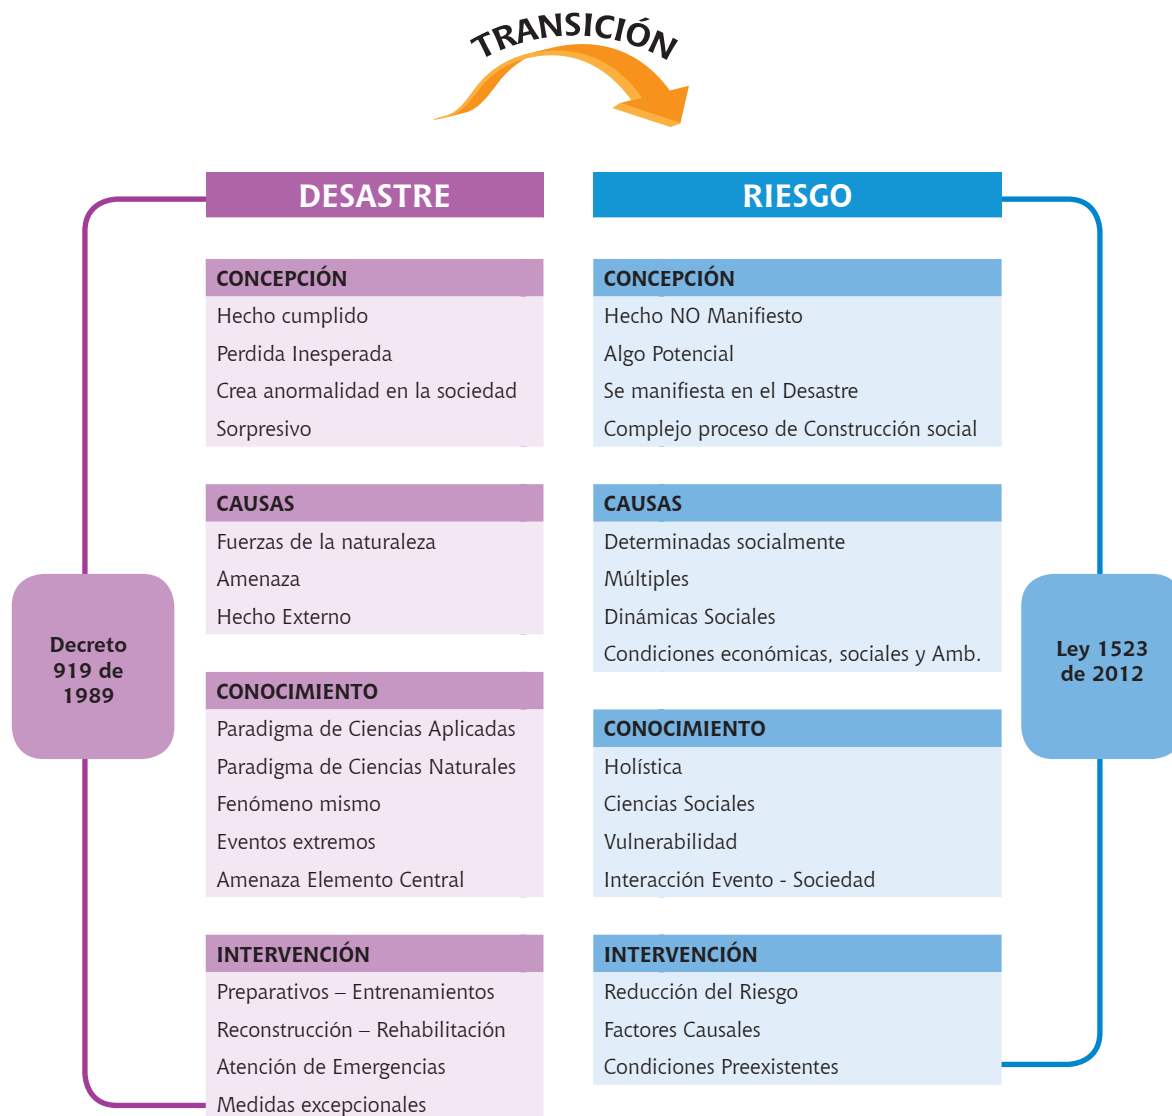 TRANSICIÓN
DESASTRE
CONCEPCIÓN
Hecho cumplido
Perdida Inesperada
Crea anormalidad en la sociedad
Sorpresivo
CAUSAS
Fuerzas de la naturaleza
Amenaza
Hecho Externo
CONOCIMIENTO
Paradigma de Ciencias Aplicadas
Paradigma de Ciencias Naturales
Fenómeno mismo
Eventos extremos
Amenaza Elemento Central
INTERVENCIÓN
Preparativos – Entrenamientos
Reconstrucción – Rehabilitación
Atención de Emergencias
Medidas excepcionales
Decreto
919 de
1989
RIESGO
CONCEPCIÓN
Hecho NO Manifiesto
Algo Potencial
Se manifiesta en el Desastre
Complejo proceso de Construcción social
CAUSAS
Determinadas socialmente
Múltiples
Dinámicas Sociales
Condiciones económicas, sociales y Amb.
CONOCIMIENTO
Holística
Ciencias Sociales
Vulnerabilidad
Interacción Evento - Sociedad
INTERVENCIÓN
Reducción del Riesgo
Factores Causales
Condiciones Preexistentes
Ley 1523
de 2012